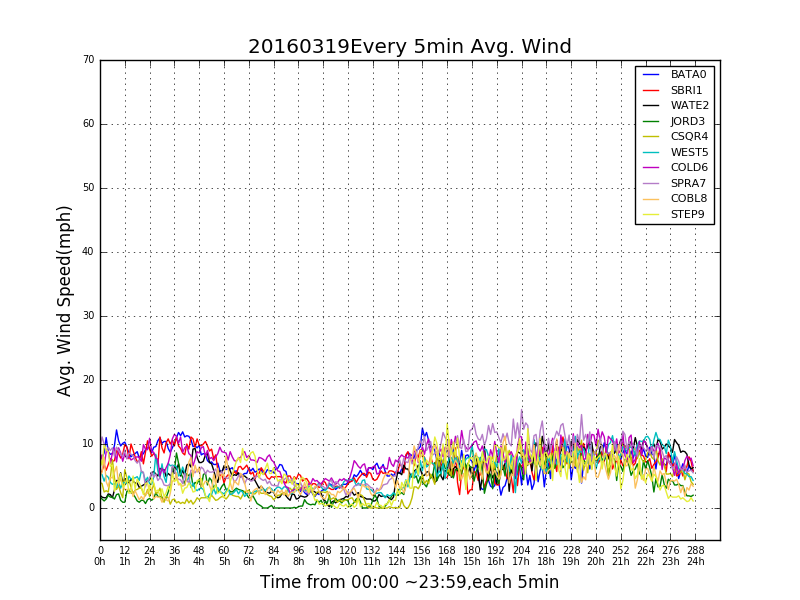 20160319Every 5min Avg. Wind
70
60
50
40
30
20
10
0
Avg. Wind Speed(mph)
BATA0
SBRI1
WATE2
JORD3
CSQR4
WEST5
COLD6
SPRA7
COBL8
STEP9
0 12 24 36 48 60 72 84 96 108 120 132 144 156 168 180 192 204 216 228 240 252 264 276 288
0h 1h 2h 3h 4h 5h 6h 7h 8h 9h 10h 11h 12h 13h 14h 15h 16h 17h 18h 19h 20h 21h 22h 23h 24h
Time from 00:00 ~23:59,each 5min